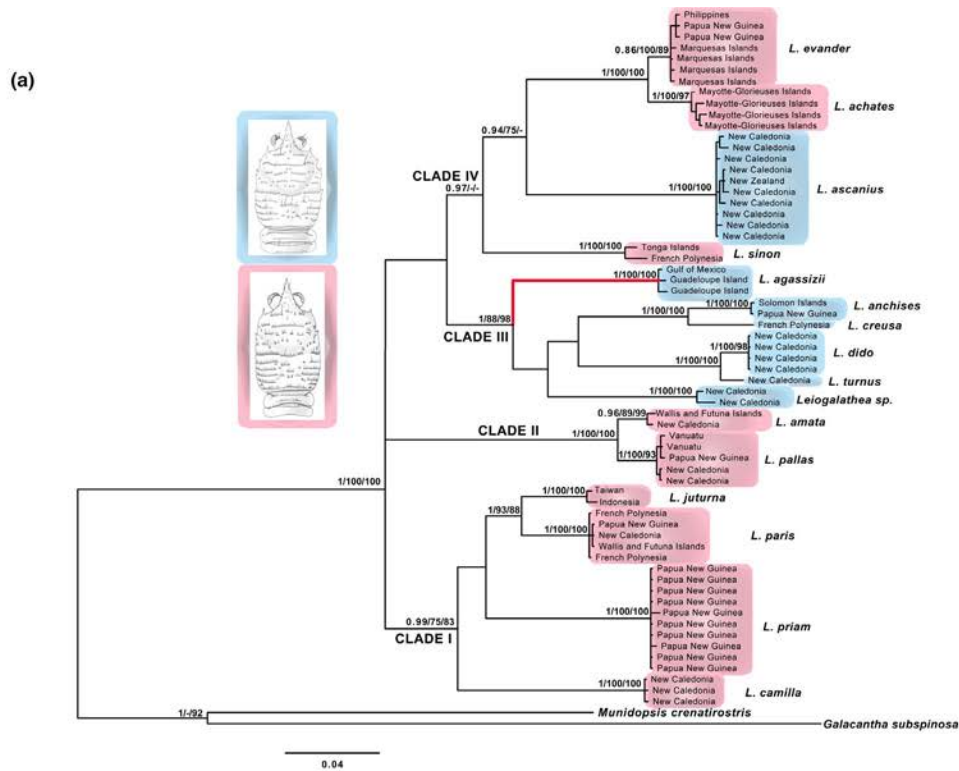 (a)
Philippines
Papua New Guinea
Papua New Guinea
0.86/100/89
Marquesas Islands
L. evander
Marquesas Islands
Marquesas Islands
Marquesas Islands
1/100/100
Mayotte-Glorieuses Islands
1/100/97
Mayotte-Glorieuses Islands
L. achates
Mayotte-Glorieuses Islands
Mayotte-Glorieuses Islands
0.94/75/-
New Caledonia
New Caledonia
New Caledonia
CLADE IV
New Caledonia
0.97/-/-
New Zealand
1/100/100
New Caledonia
L. ascanius
New Caledonia
New Caledonia
New Caledonia
New Caledonia
1/100/100
Tonga Islands
L. sinon
French Polynesia
1/100/100
Gulf of Mexico
Guadeloupe Island
L. agassizii
Guadeloupe Island
1/100/100
Solomon Islands
L. anchises
1/100/100
Papua New Guinea
1/88/98
French Polynesia
L. creusa
CLADE III
New Caledonia
1/100/98
New Caledonia
L. dido
New Caledonia
1/100/100
New Caledonia
New Caledonia
L. turnus
1/100/100
New Caledonia
Leiogalathea sp.
New Caledonia
0.96/89/99
Wallis and Futuna Islands
L. amata
New Caledonia
CLADE II
1/100/100
Vanuatu
Vanuatu
1/100/93
Papua New Guinea
L. pallas
New Caledonia
New Caledonia
1/100/100
1/100/100
Taiwan
L. juturna
Indonesia
1/93/88
French Polynesia
Papua New Guinea
1/100/100
New Caledonia
L. paris
Wallis and Futuna Islands
French Polynesia
Papua New Guinea
Papua New Guinea
Papua New Guinea
Papua New Guinea
1/100/100
Papua New Guinea
Papua New Guinea
L. priam
Papua New Guinea
Papua New Guinea
Papua New Guinea
Papua New Guinea
0.99/75/83
CLADE I
1/100/100
New Caledonia
New Caledonia
L. camilla
New Caledonia
1/-/92
Munidopsis crenatirostris
Galacantha subspinosa
0.04